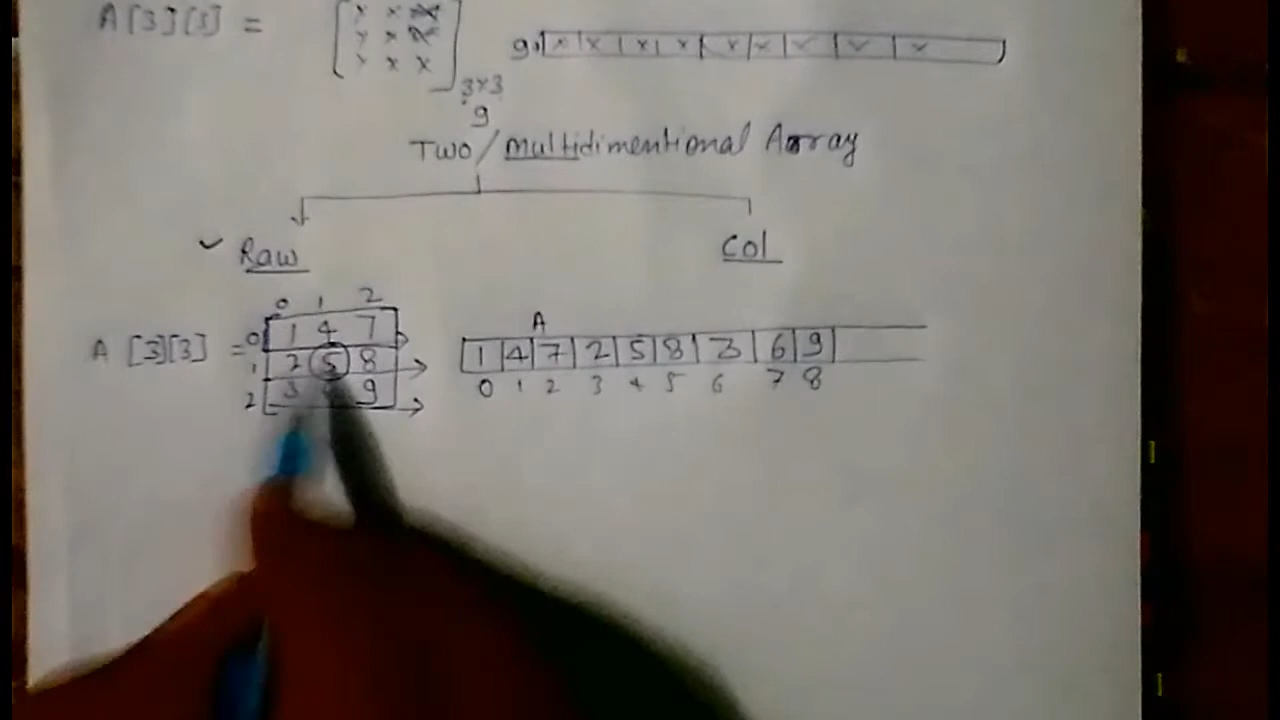 A[3][3] =
x x x
x x x
x x x
3x3
9
9. x x x x x x x x x
Two/multidimentional Array
Raw
Col
0 1 2
A [3][3] =
0 1 4 7
1 2 5 8
2 3 9
A
1 4 7 2 5 8 3 6 9
0 1 2 3 4 5 6 7 8